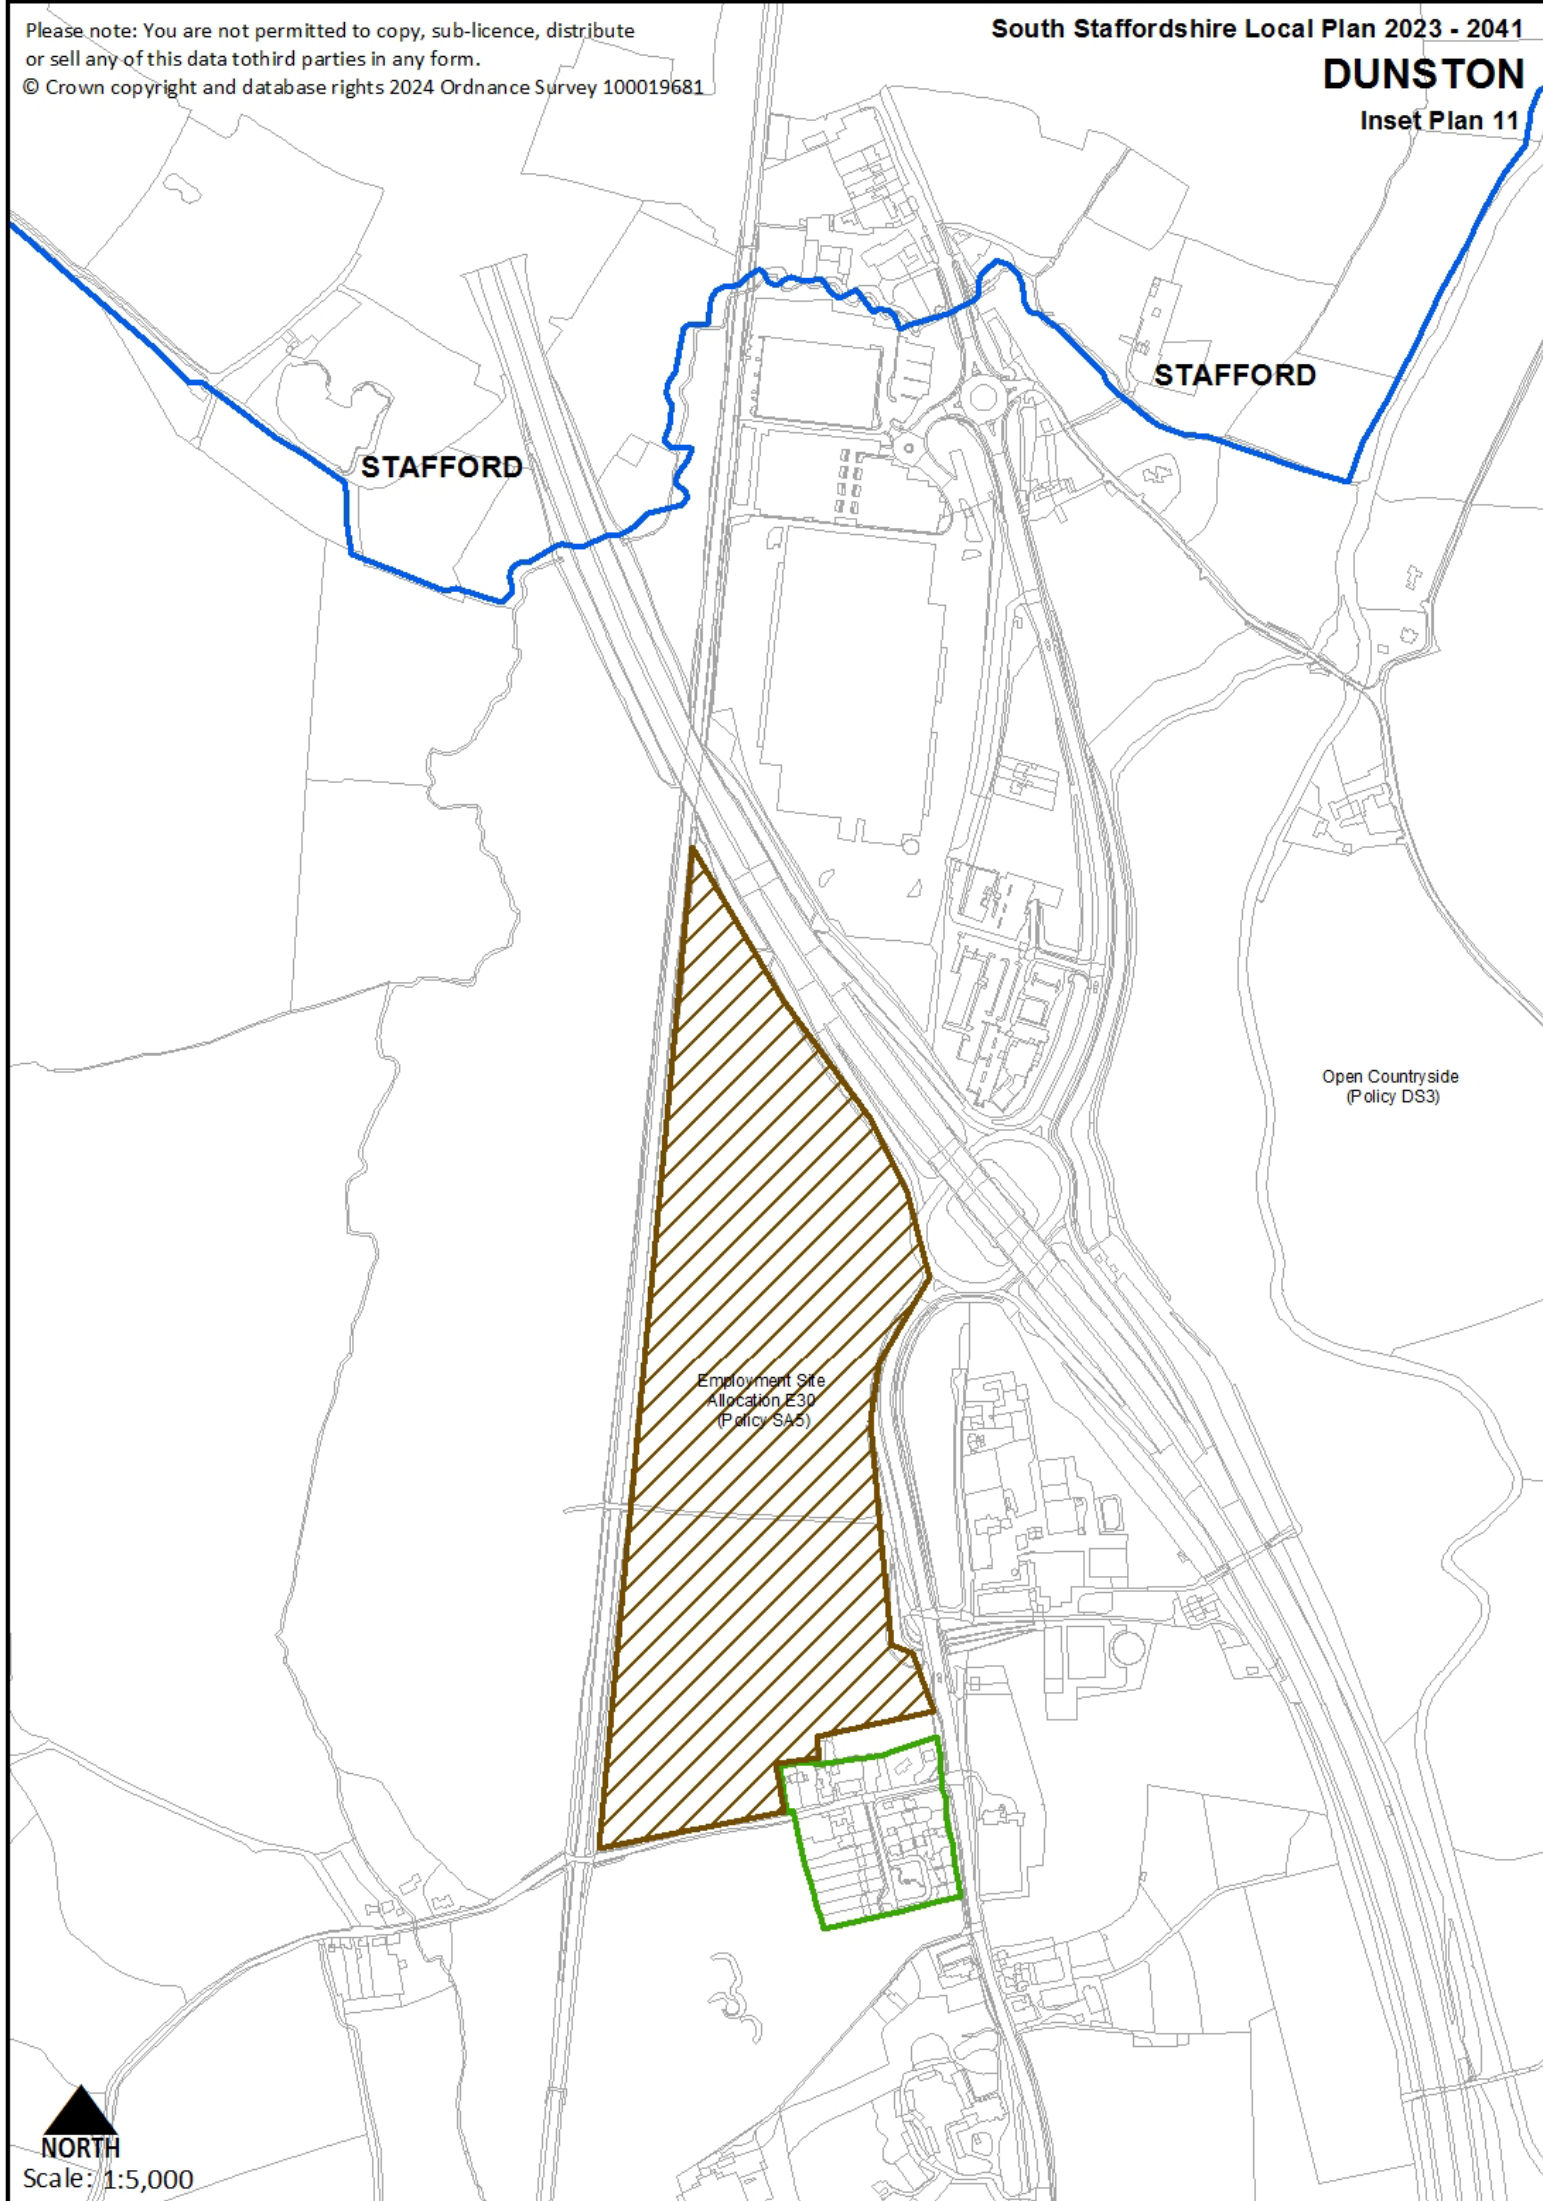 Please note: You are not permitted to copy, sub-licence, distribute
or sell any of this data tothird parties in any form.
© Crown copyright and database rights 2024 Ordnance Survey 100019681
South Staffordshire Local Plan 2023 - 2041
DUNSTON
Inset Plan 11
STAFFORD
STAFFORD
Open Countryside
(Policy DS3)
Employment Site
Allocation E30
(Policy SA5)
NORTH
Scale: 1:5,000